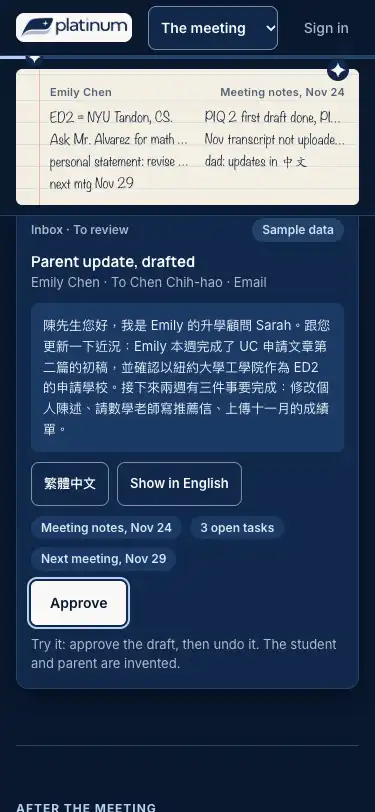 platinum
The meeting
Sign in
Emily Chen
Meeting notes, Nov 24
ED2 = NYU Tandon, CS.
PIQ 2 first draft done, PI...
Ask Mr. Alvarez for math ...
Nov transcript not uploade...
personal statement: revise ...
dad: updates in 中文
next mtg Nov 29
Inbox · To review
Sample data
Parent update, drafted
Emily Chen · To Chen Chih-hao · Email
陳先生您好，我是 Emily 的升學顧問 Sarah。跟您
更新一下近況：Emily 本週完成了 UC 申請文章第
二篇的初稿，並確認以紐約大學工學院作為 ED2
的申請學校。接下來兩週有三件事要完成：修改個
人陳述、請數學老師寫推薦信、上傳十一月的成績
單。
繁體中文
Show in English
Meeting notes, Nov 24
3 open tasks
Next meeting, Nov 29
Approve
Try it: approve the draft, then undo it. The student
and parent are invented.
AFTER THE MEETING